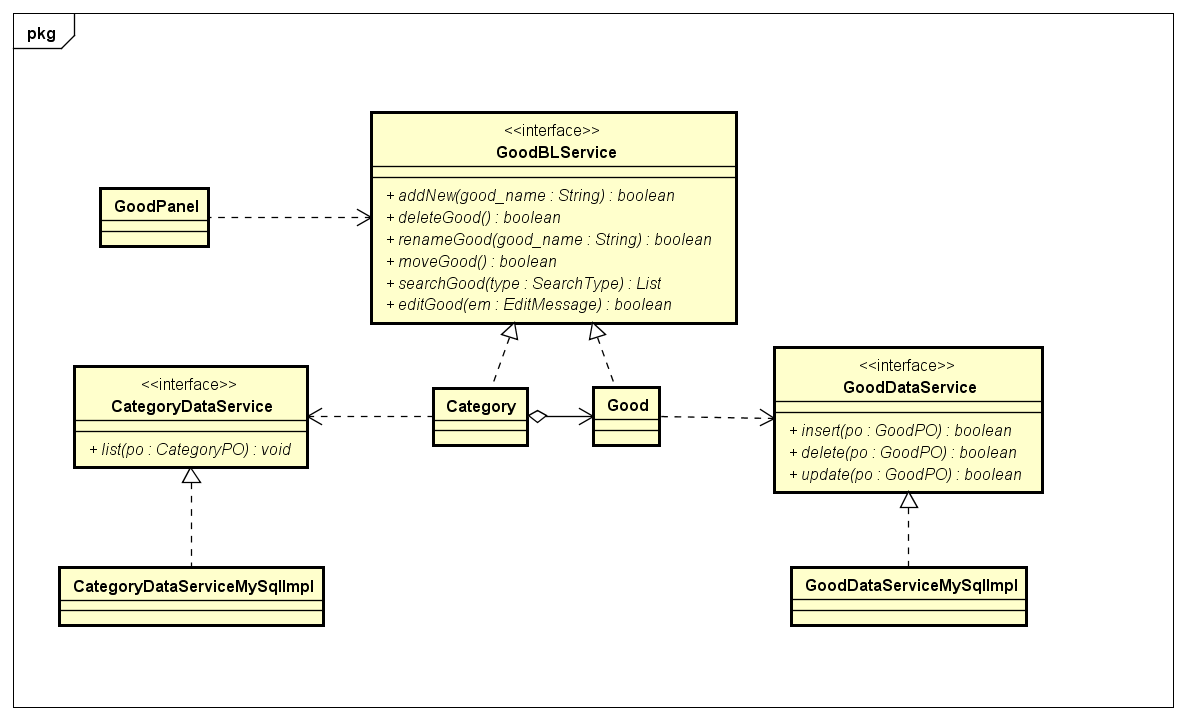 pkg
<<interface>>
GoodBLService
+ addNew(good_name : String) : boolean
+ deleteGood() : boolean
+ renameGood(good_name : String) : boolean
+ moveGood() : boolean
+ searchGood(type : SearchType) : List
+ editGood(em : EditMessage) : boolean
GoodPanel
<<interface>>
CategoryDataService
+ list(po : CategoryPO) : void
Category
Good
<<interface>>
GoodDataService
+ insert(po : GoodPO) : boolean
+ delete(po : GoodPO) : boolean
+ update(po : GoodPO) : boolean
CategoryDataServiceMySqlImpl
GoodDataServiceMySqlImpl